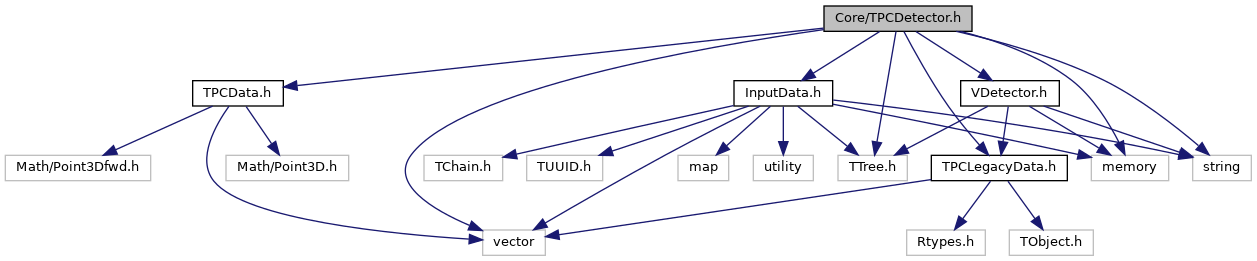 Core/TPCDetector.h
TPCData.h
InputData.h
VDetector.h
Math/Point3Dfwd.h
Math/Point3D.h
TChain.h
TUUID.h
map
utility
TTree.h
TPCLegacyData.h
memory
string
vector
Rtypes.h
TObject.h